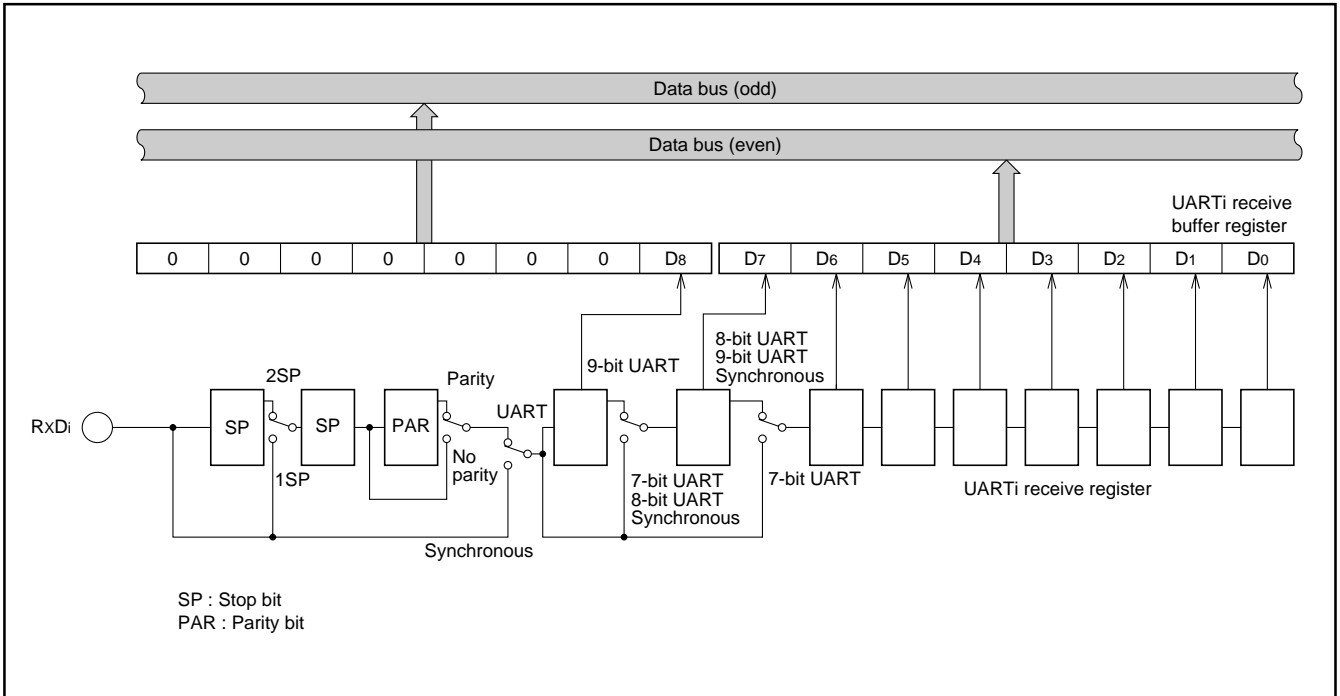 Data bus (odd)
Data bus (even)
UARTi receive
buffer register
0 0 0 0 0 0 0 D8 D7 D6 D5 D4 D3 D2 D1 D0
8-bit UART
9-bit UART
Synchronous
9-bit UART
2SP
Parity
UART
RxDi
SP
SP
PAR
1SP
No
parity
7-bit UART
8-bit UART
Synchronous
7-bit UART
UARTi receive register
Synchronous
SP : Stop bit
PAR : Parity bit